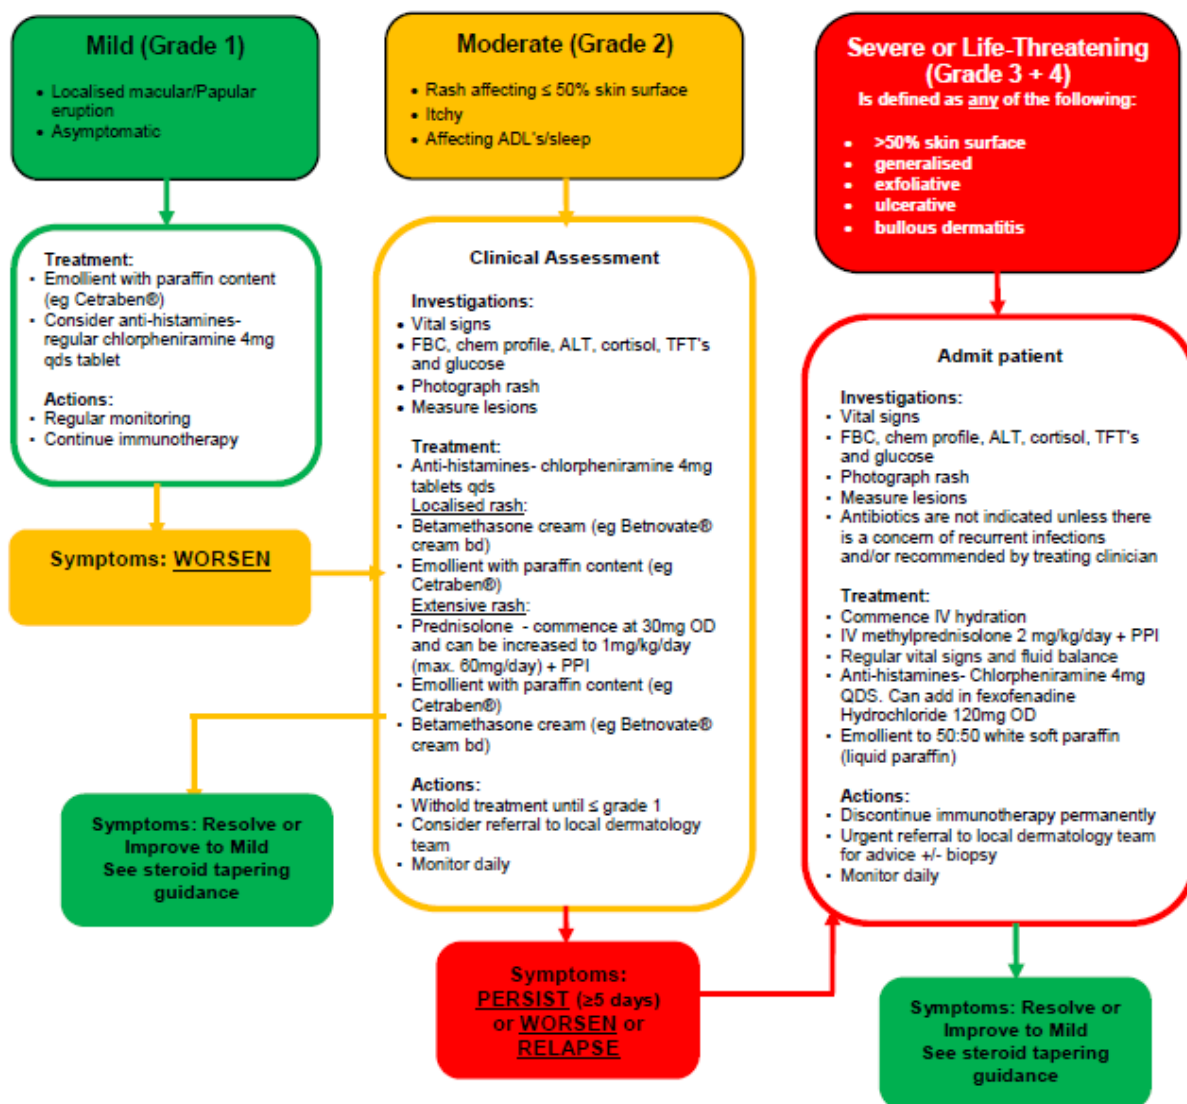 Mild (Grade 1)
• Localised macular/Papular
eruption
• Asymptomatic
Treatment:
• Emollient with paraffin content
(eg Cetraben®)
• Consider anti-histamines-
regular chlorpheniramine 4mg
qds tablet
Actions:
• Regular monitoring
• Continue immunotherapy
Symptoms: WORSEN
Moderate (Grade 2)
• Rash affecting ≤ 50% skin surface
• Itchy
• Affecting ADL's/sleep
Clinical Assessment
Investigations:
• Vital signs
• FBC, chem profile, ALT, cortisol, TFT's
and glucose
• Photograph rash
• Measure lesions
Treatment:
• Anti-histamines- chlorpheniramine 4mg
tablets qds
Localised rash:
• Betamethasone cream (eg Betnovate®
cream bd)
• Emollient with paraffin content (eg
Cetraben®)
Extensive rash:
• Prednisolone - commence at 30mg OD
and can be increased to 1mg/kg/day
(max. 60mg/day) + PPI
• Emollient with paraffin content (eg
Cetraben®)
• Betamethasone cream (eg Betnovate®
cream bd)
Actions:
• Withold treatment until ≤ grade 1
• Consider referral to local dermatology
team
• Monitor daily
Symptoms: Resolve or
Improve to Mild
See steroid tapering
guidance
Symptoms:
PERSIST (≥5 days)
or WORSEN or
RELAPSE
Severe or Life-Threatening
(Grade 3 + 4)
Is defined as any of the following:
• >50% skin surface
• generalised
• exfoliative
• ulcerative
• bullous dermatitis
Admit patient
Investigations:
• Vital signs
• FBC, chem profile, ALT, cortisol, TFT's
and glucose
• Photograph rash
• Measure lesions
• Antibiotics are not indicated unless there
is a concern of recurrent infections
and/or recommended by treating clinician
Treatment:
• Commence IV hydration
• IV methylprednisolone 2 mg/kg/day + PPI
• Regular vital signs and fluid balance
• Anti-histamines- Chlorpheniramine 4mg
QDS. Can add in fexofenadine
Hydrochloride 120mg OD
• Emollient to 50:50 white soft paraffin
(liquid paraffin)
Actions:
• Discontinue immunotherapy permanently
• Urgent referral to local dermatology team
for advice +/- biopsy
• Monitor daily
Symptoms: Resolve or
Improve to Mild
See steroid tapering
guidance